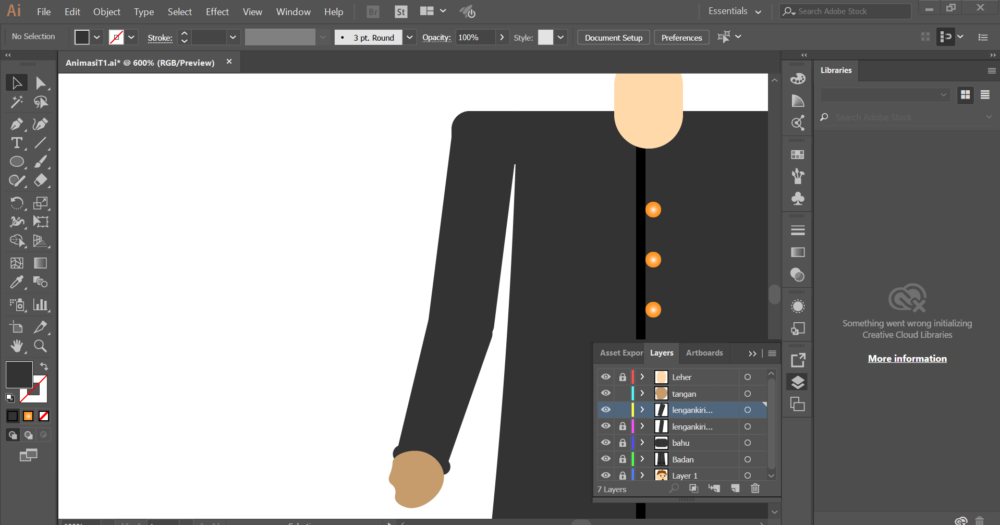 Ai File Edit Object Type Select Effect View Window Help Br St Essentials Search Adobe Stock
No Selection Stroke: 3 pt. Round Opacity: 100% Style: Document Setup Preferences
AnimasiT1.ai* @ 600% (RGB/Preview)
Libraries
Search Adobe Stock
Something went wrong initializing
Creative Cloud Libraries
More information
Asset Expor Layers Artboards
Leher
tangan
lengankiri...
lengankiri...
bahu
Badan
Layer 1
7 Layers